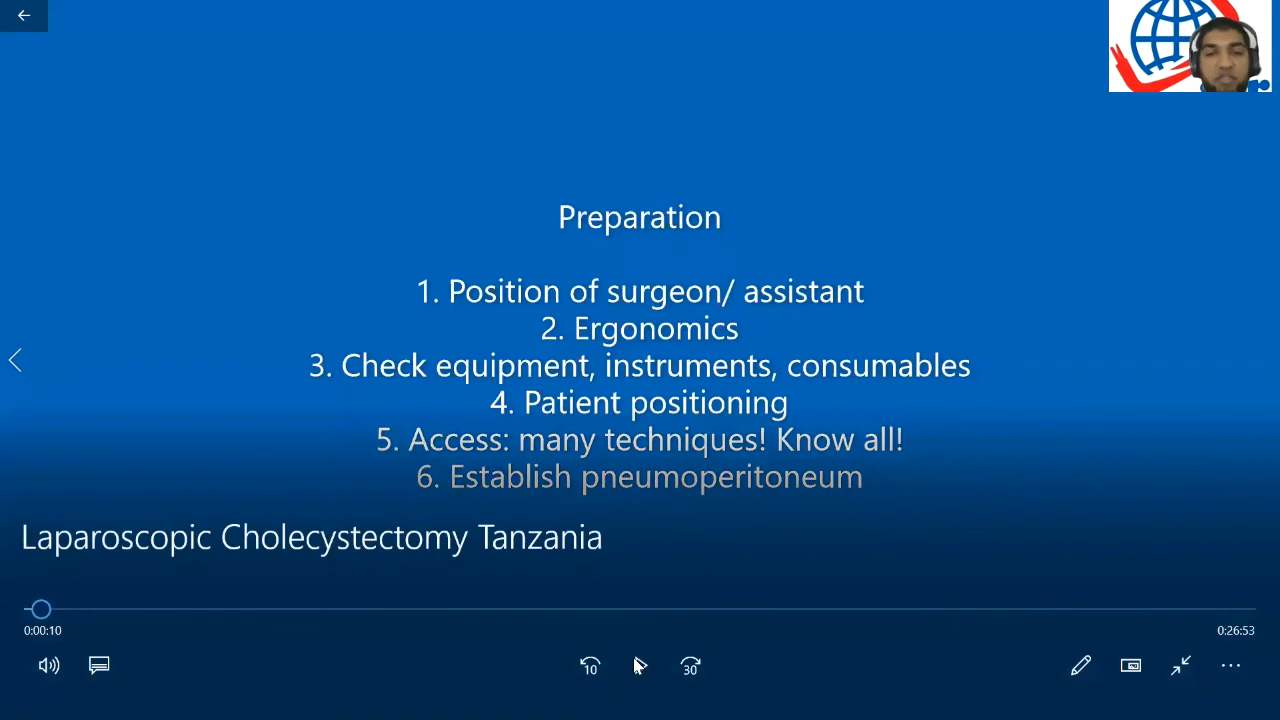 Preparation
1. Position of surgeon/ assistant
2. Ergonomics
3. Check equipment, instruments, consumables
4. Patient positioning
5. Access: many techniques! Know all!
6. Establish pneumoperitoneum
Laparoscopic Cholecystectomy Tanzania
0:00:10
0:26:53
10
30